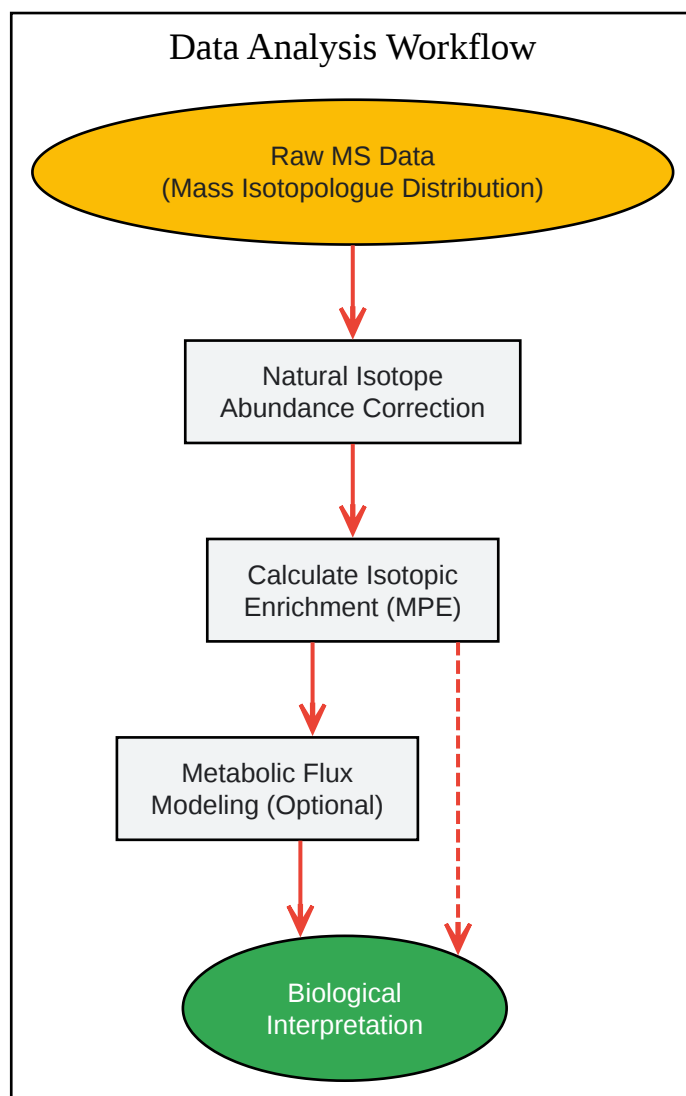 Data Analysis Workflow
Raw MS Data
(Mass Isotopologue Distribution)
Natural Isotope
Abundance Correction
Calculate Isotopic
Enrichment (MPE)
Metabolic Flux
Modeling (Optional)
Biological
Interpretation